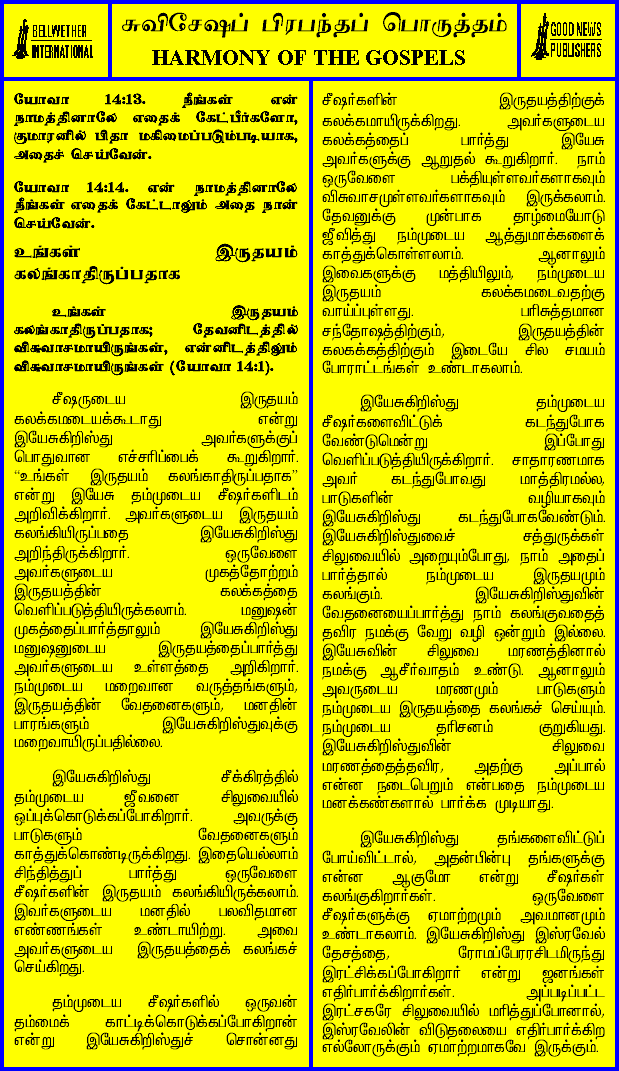 BELLWETHER
INTERNATIONAL
சுவிசேஷப் பிரபந்தப் பொருத்தம்
HARMONY OF THE GOSPELS
GOOD NEWS
PUBLISHERS
யோவா 14:13. நீங்கள் என்
நாமத்தினாலே எதைக் கேட்பீர்களோ,
குமாரனில் பிதா மகிமைப்படும்படியாக,
அதைச் செய்வேன்.
யோவா 14:14. என் நாமத்தினாலே
நீங்கள் எதைக் கேட்டாலும் அதை நான்
செய்வேன்.
உங்கள் இருதயம்
கலங்காதிருப்பதாக
உங்கள் இருதயம்
கலங்காதிருப்பதாக; தேவனிடத்தில்
விசுவாசமாயிருங்கள், என்னிடத்திலும்
விசுவாசமாயிருங்கள் (யோவா 14:1).
சீஷருடைய இருதயம்
கலக்கமடையக்கூடாது என்று
இயேசுகிறிஸ்து அவர்களுக்குப்
பொதுவான எச்சரிப்பைக் கூறுகிறார்.
“உங்கள் இருதயம் கலங்காதிருப்பதாக”
என்று இயேசு தம்முடைய சீஷர்களிடம்
அறிவிக்கிறார். அவர்களுடைய இருதயம்
கலங்கியிருப்பதை இயேசுகிறிஸ்து
அறிந்திருக்கிறார். ஒருவேளை
அவர்களுடைய முகத்தோற்றம்
இருதயத்தின் கலக்கத்தை
வெளிப்படுத்தியிருக்கலாம். மனுஷன்
முகத்தைப்பார்த்தாலும் இயேசுகிறிஸ்து
மனுஷனுடைய இருதயத்தைப்பார்த்து
அவர்களுடைய உள்ளத்தை அறிகிறார்.
நம்முடைய மறைவான வருத்தங்களும்,
இருதயத்தின் வேதனைகளும், மனதின்
பாரங்களும் இயேசுகிறிஸ்துவுக்கு
மறைவாயிருப்பதில்லை.
இயேசுகிறிஸ்து சீக்கிரத்தில்
தம்முடைய ஜீவனை சிலுவையில்
ஒப்புக்கொடுக்கப்போகிறார். அவருக்கு
பாடுகளும் வேதனைகளும்
காத்துக்கொண்டிருக்கிறது. இதையெல்லாம்
சிந்தித்துப் பார்த்து ஒருவேளை
சீஷர்களின் இருதயம் கலங்கியிருக்கலாம்.
இவர்களுடைய மனதில் பலவிதமான
எண்ணங்கள் உண்டாயிற்று. அவை
அவர்களுடைய இருதயத்தைக் கலங்கச்
செய்கிறது.
தம்முடைய சீஷர்களில் ஒருவன்
தம்மைக் காட்டிக்கொடுக்கப்போகிறான்
என்று இயேசுகிறிஸ்துச் சொன்னது
சீஷர்களின் இருதயத்திற்குக்
கலக்கமாயிருக்கிறது. அவர்களுடைய
கலக்கத்தைப் பார்த்து இயேசு
அவர்களுக்கு ஆறுதல் கூறுகிறார். நாம்
ஒருவேளை பக்தியுள்ளவர்களாகவும்
விசுவாசமுள்ளவர்களாகவும் இருக்கலாம்.
தேவனுக்கு முன்பாக தாழ்மையோடு
ஜீவித்து நம்முடைய ஆத்துமாக்களைக்
காத்துக்கொள்ளலாம். ஆனாலும்
இவைகளுக்கு மத்தியிலும், நம்முடைய
இருதயம் கலக்கமடைவதற்கு
வாய்ப்புள்ளது. பரிசுத்தமான
சந்தோஷத்திற்கும், இருதயத்தின்
கலகக்கத்திற்கும் இடையே சில சமயம்
போராட்டங்கள் உண்டாகலாம்.
இயேசுகிறிஸ்து தம்முடைய
சீஷர்களைவிட்டுக் கடந்துபோக
வேண்டுமென்று இப்போது
வெளிப்படுத்தியிருக்கிறார். சாதாரணமாக
அவர் கடந்துபோவது மாத்திரமல்ல,
பாடுகளின் வழியாகவும்
இயேசுகிறிஸ்து கடந்துபோகவேண்டும்.
இயேசுகிறிஸ்துவைச் சத்துருக்கள்
சிலுவையில் அறையும்போது, நாம் அதைப்
பார்த்தால் நம்முடைய இருதயமும்
கலங்கும். இயேசுகிறிஸ்துவின்
வேதனையைப்பார்த்து நாம் கலங்குவதைத்
தவிர நமக்கு வேறு வழி ஒன்றும் இல்லை.
இயேசுவின் சிலுவை மரணத்தினால்
நமக்கு ஆசீர்வாதம் உண்டு. ஆனாலும்
அவருடைய மரணமும் பாடுகளும்
நம்முடைய இருதயத்தை கலங்கச் செய்யும்.
நம்முடைய தரிசனம் குறுகியது.
இயேசுகிறிஸ்துவின் சிலுவை
மரணத்தைத்தவிர, அதற்கு அப்பால்
என்ன நடைபெறும் என்பதை நம்முடைய
மனக்கண்களால் பார்க்க முடியாது.
இயேசுகிறிஸ்து தங்களைவிட்டுப்
போய்விட்டால், அதன்பின்பு தங்களுக்கு
என்ன ஆகுமோ என்று சீஷர்கள்
கலங்குகிறார்கள். ஒருவேளை
சீஷர்களுக்கு ஏமாற்றமும் அவமானமும்
உண்டாகலாம். இயேசுகிறிஸ்து இஸ்ரவேல்
தேசத்தை, ரோமப்பேரரசிடமிருந்து
இரட்சிக்கப்போகிறார் என்று ஜனங்கள்
எதிர்பார்க்கிறார்கள். அப்படிப்பட்ட
இரட்சகரே சிலுவையில் மரித்துப்போனால்,
இஸ்ரவேலின் விடுதலையை எதிர்பார்க்கிற
எல்லோருக்கும் ஏமாற்றமாகவே இருக்கும்.